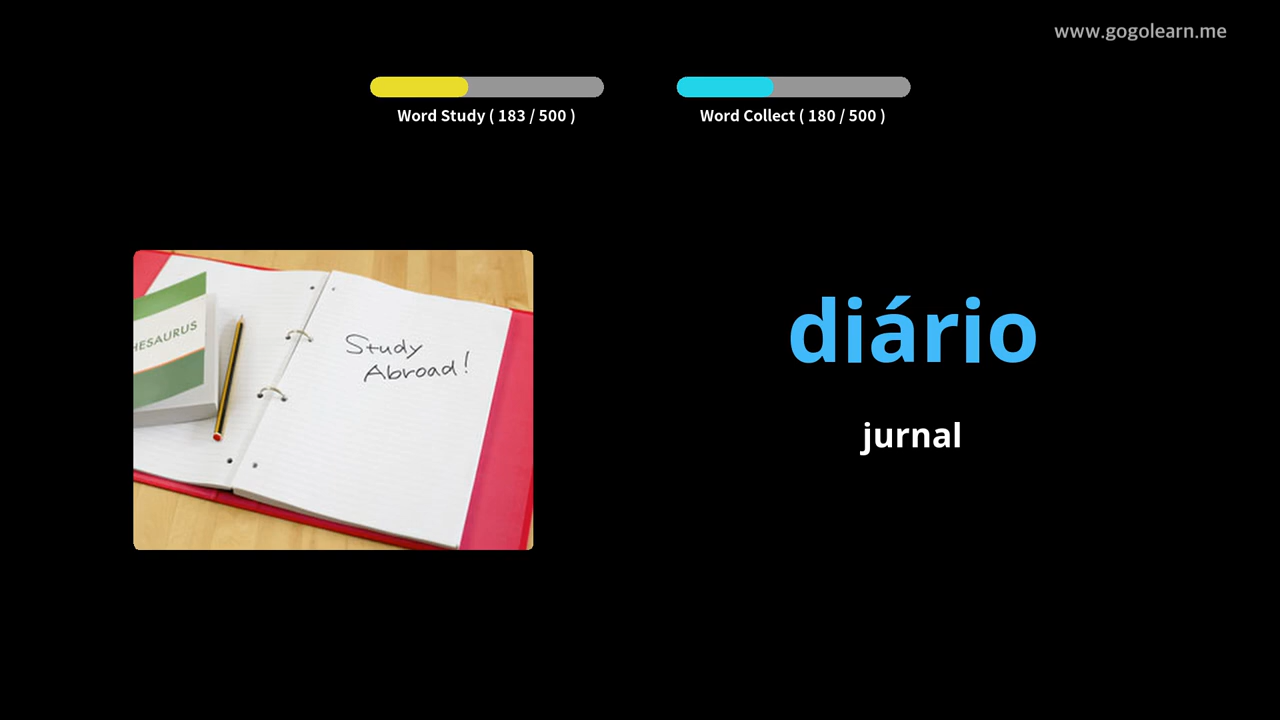 www.gogolearn.me
Word Study ( 183 / 500 )
Word Collect ( 180 / 500 )
HESAURUS
Study
Abroad!
diário
jurnal